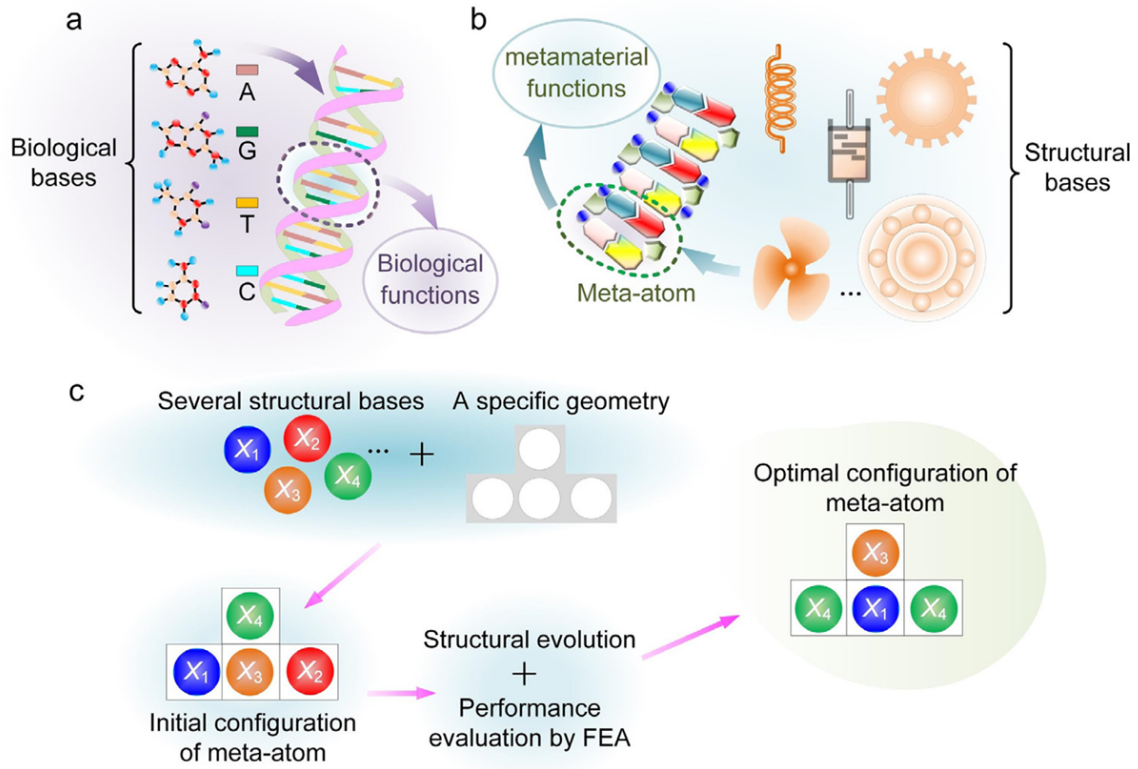 a
Biological
bases
A
G
T
C
Biological
functions
b
metamaterial
functions
Meta-atom
...
Structural
bases
c
Several structural bases
X₁
X₂
X₃
X₄
...
+
A specific geometry
X₄
X₁ X₃ X₂
Initial configuration
of meta-atom
Structural evolution
+
Performance
evaluation by FEA
Optimal configuration of
meta-atom
X₃
X₄ X₁ X₄